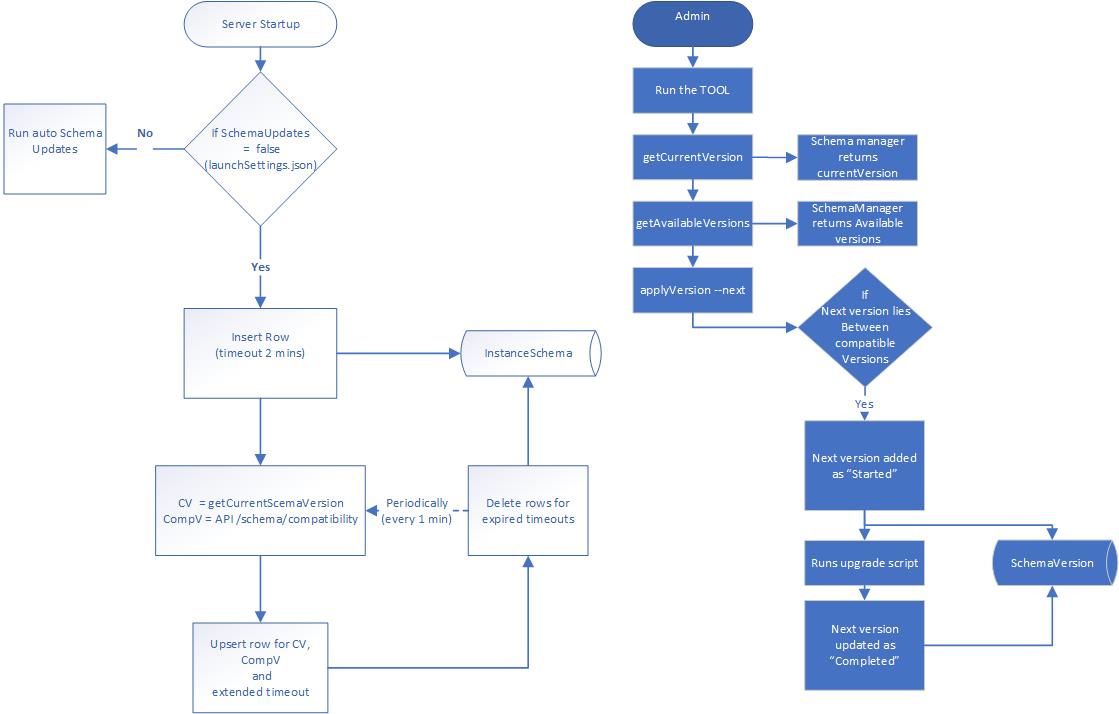 Server Startup
No
Run auto Schema
Updates
If SchemaUpdates
= false
(launchSettings.json)
Yes
Insert Row
(timeout 2 mins)
InstanceSchema
CV = getCurrentScemaVersion
CompV = API /schema/compatibility
Periodically
(every 1 min)
Delete rows for
expired timeouts
Upsert row for CV,
CompV
and
extended timeout
Admin
Run the TOOL
getCurrentVersion
Schema manager
returns
currentVersion
getAvailableVersions
SchemaManager
returns Available
versions
applyVersion --next
If
Next version lies
Between
compatible
Versions
Yes
Next version added
as “Started”
Runs upgrade script
SchemaVersion
Next version
updated as
“Completed”